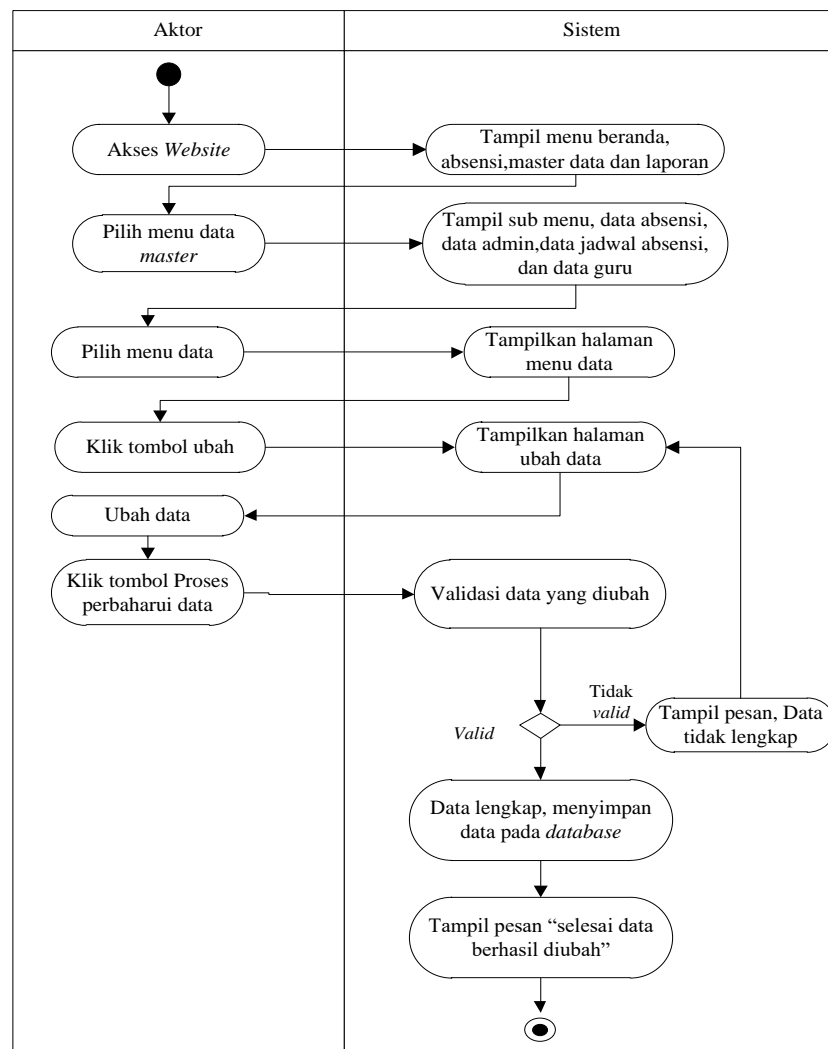 Aktor
Sistem
Akses Website
Tampil menu beranda,
absensi,master data dan laporan
Pilih menu data
master
Tampil sub menu, data absensi,
data admin,data jadwal absensi,
dan data guru
Pilih menu data
Tampilkan halaman
menu data
Klik tombol ubah
Tampilkan halaman
ubah data
Ubah data
Klik tombol Proses
perbaharui data
Validasi data yang diubah
Tidak
valid
Valid
Tampil pesan, Data
tidak lengkap
Data lengkap, menyimpan
data pada database
Tampil pesan “selesai data
berhasil diubah”